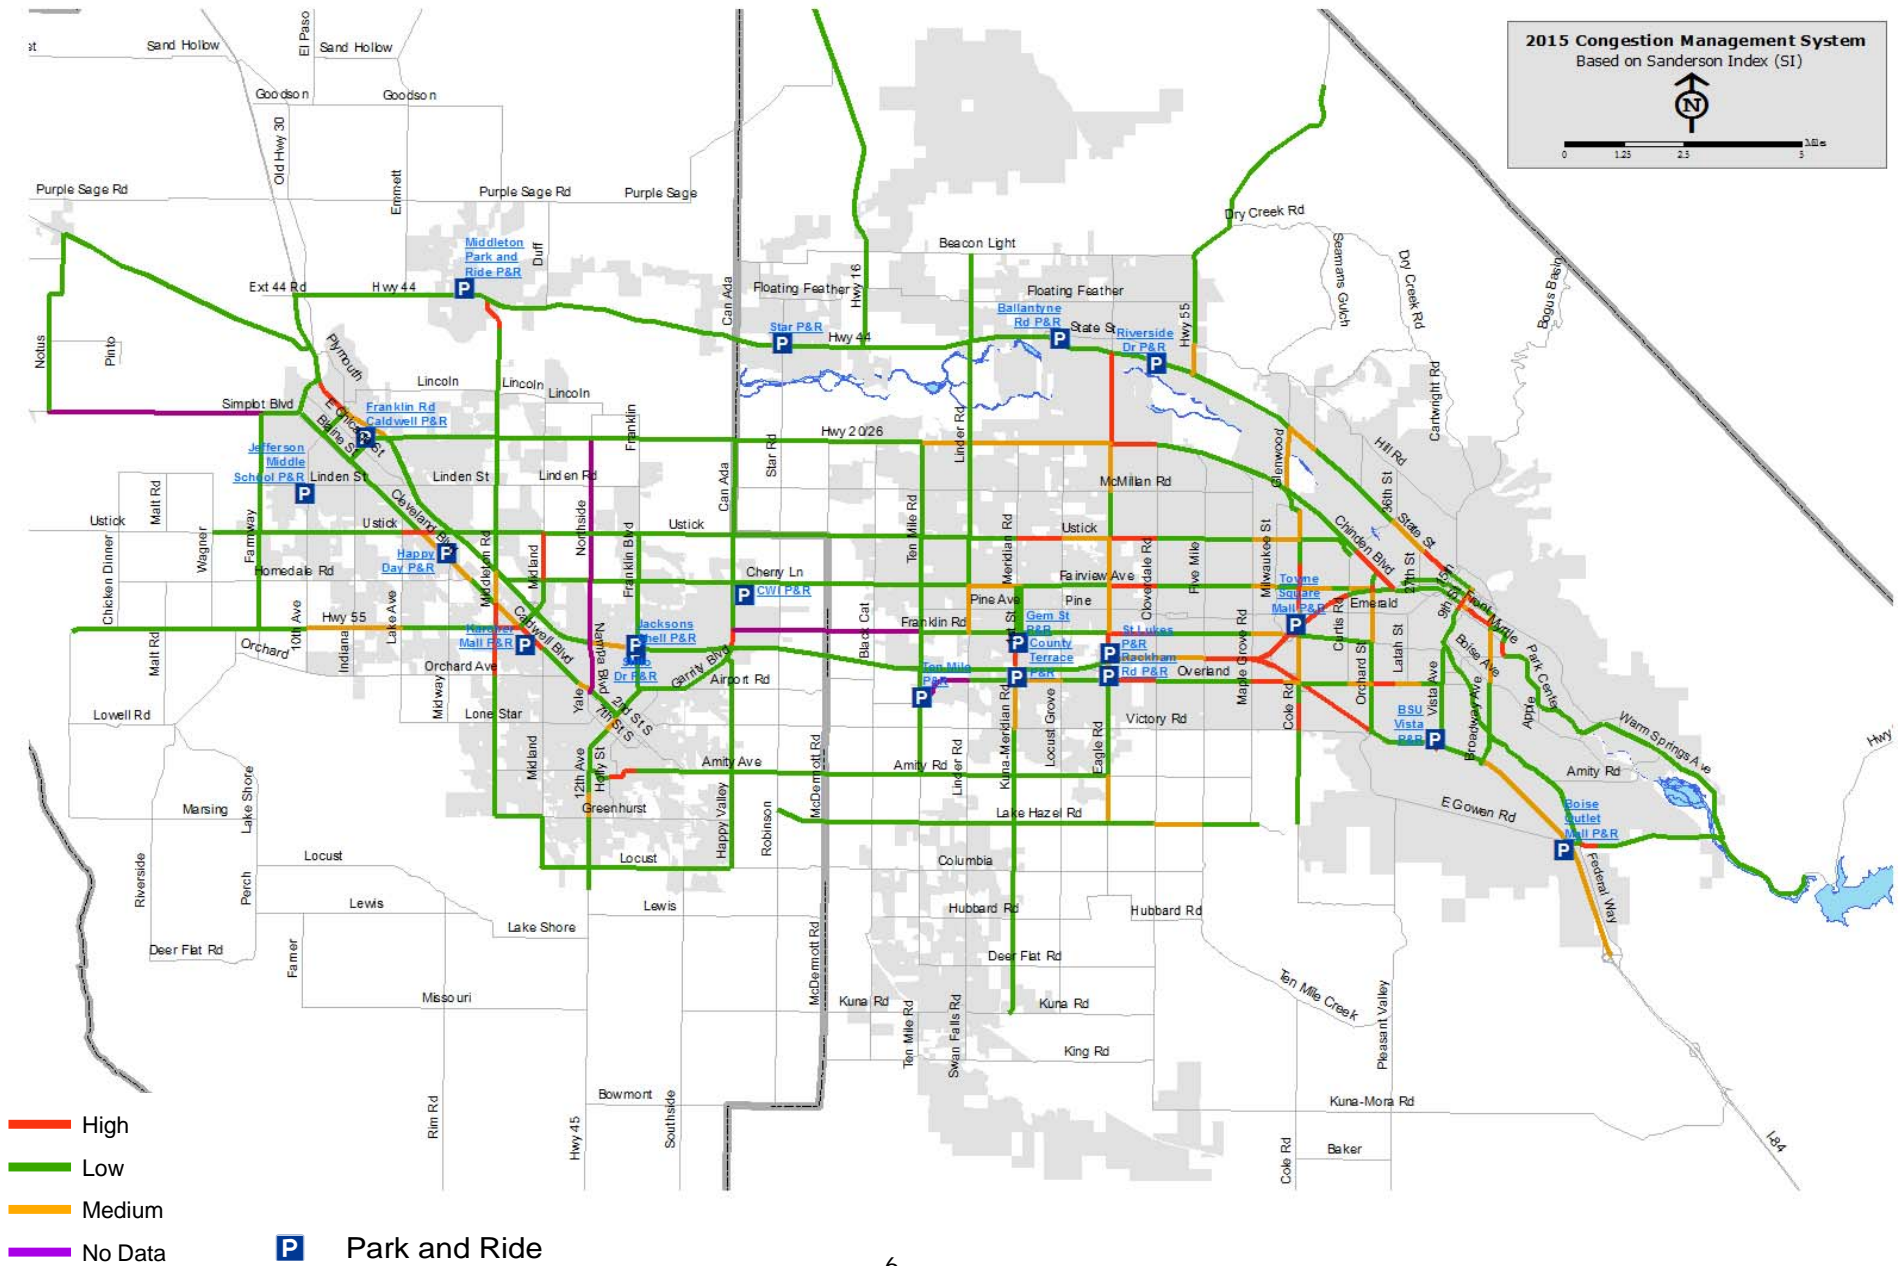 2015 Congestion Management System
Based on Sanderson Index (SI)
N
0 1.25 2.5 5 Miles
Sand Hollow
El Paso
Sand Hollow
Goodson
Goodson
Old Hwy 30
Purple Sage Rd
Emmett
Purple Sage Rd
Purple Sage
Dry Creek Rd
Middleton
Park and
Ride P&R
Duff
Beacon Light
Seamans Gulch
Dry Creek Rd
Bogus Basin
Ext 44 Rd
Hwy 44
Can Ada
Floating Feather
Hwy 16
Floating Feather
Hwy 55
Ballantyne
Rd P&R
State St
Riverside
Dr P&R
Star P&R
Hwy 44
Notus
Pinto
Plymouth
Lincoln
Lincoln
Lincoln
Cartwright Rd
Simplot Blvd
E Chicago St
Blaine St
Franklin Rd
Caldwell P&R
Franklin
Hwy 20/26
Star Rd
Linder Rd
Glenwood
Hill Rd
Jefferson
Middle
School P&R
Linden St
Linden St
Linden Rd
Can Ada
McMillan Rd
36th St
State St
Malt Rd
Ustick
Wagner
Farmway
Ustick
Cleveland Blvd
Northside
Ustick
Ten Mile Rd
Meridian Rd
Ustick
Milwaukee St
Chinden Blvd
Chicken Dinner
Homedale Rd
Happy
Day P&R
Middleton Rd
Midland
Franklin Blvd
Cherry Ln
CWI P&R
Fairview Ave
Cloverdale Rd
Five Mile
Towne
Square
Mall P&R
27th St
15th
9th St
Front
Myrtle
Emerald
Pine Ave
Pine
Hwy 55
10th Ave
Indiana
Lake Ave
Karcher
Mall P&R
Caldwell Blvd
Nampa Blvd
Jacksons
Shell P&R
Dr P&R
Garrity Blvd
Black Cat
Franklin Rd
Gem St
P&R
County
Terrace
P&R
St Lukes
P&R
Rackham
Rd P&R
Maple Grove Rd
Curtis Rd
Latah St
Boise Ave
Park Center
Malt Rd
Orchard
Orchard Ave
Airport Rd
Ten Mile
P&R
Overland
Orchard St
Vista Ave
Midway
Yale
2nd St S
7th St S
Lowell Rd
Lone Star
Kuna-Meridian Rd
Locust Grove
Eagle Rd
Victory Rd
Cole Rd
BSU
Vista
P&R
Broadway Ave
Apple
Warm Springs Ave
Hwy
Midland
12th Ave
Holly St
Amity Ave
McDermott Rd
Amity Rd
Linder Rd
Amity Rd
Marsing
Lake Shore
Greenhurst
Happy Valley
Robinson
Lake Hazel Rd
E Gowen Rd
Boise
Outlet
Mall P&R
Riverside
Perch
Locust
Locust
Columbia
Federal Way
Lewis
Lewis
Lake Shore
Hubbard Rd
Hubbard Rd
Deer Flat Rd
Farner
McDermott Rd
Deer Flat Rd
Missouri
Kuna Rd
Ten Mile Rd
Swan Falls Rd
Kuna Rd
Ten Mile Creek
Pleasant Valley
King Rd
Rim Rd
Hwy 45
Bowmont
Southside
Kuna-Mora Rd
Cole Rd
Baker
I-84
High
Low
Medium
No Data
P Park and Ride
6